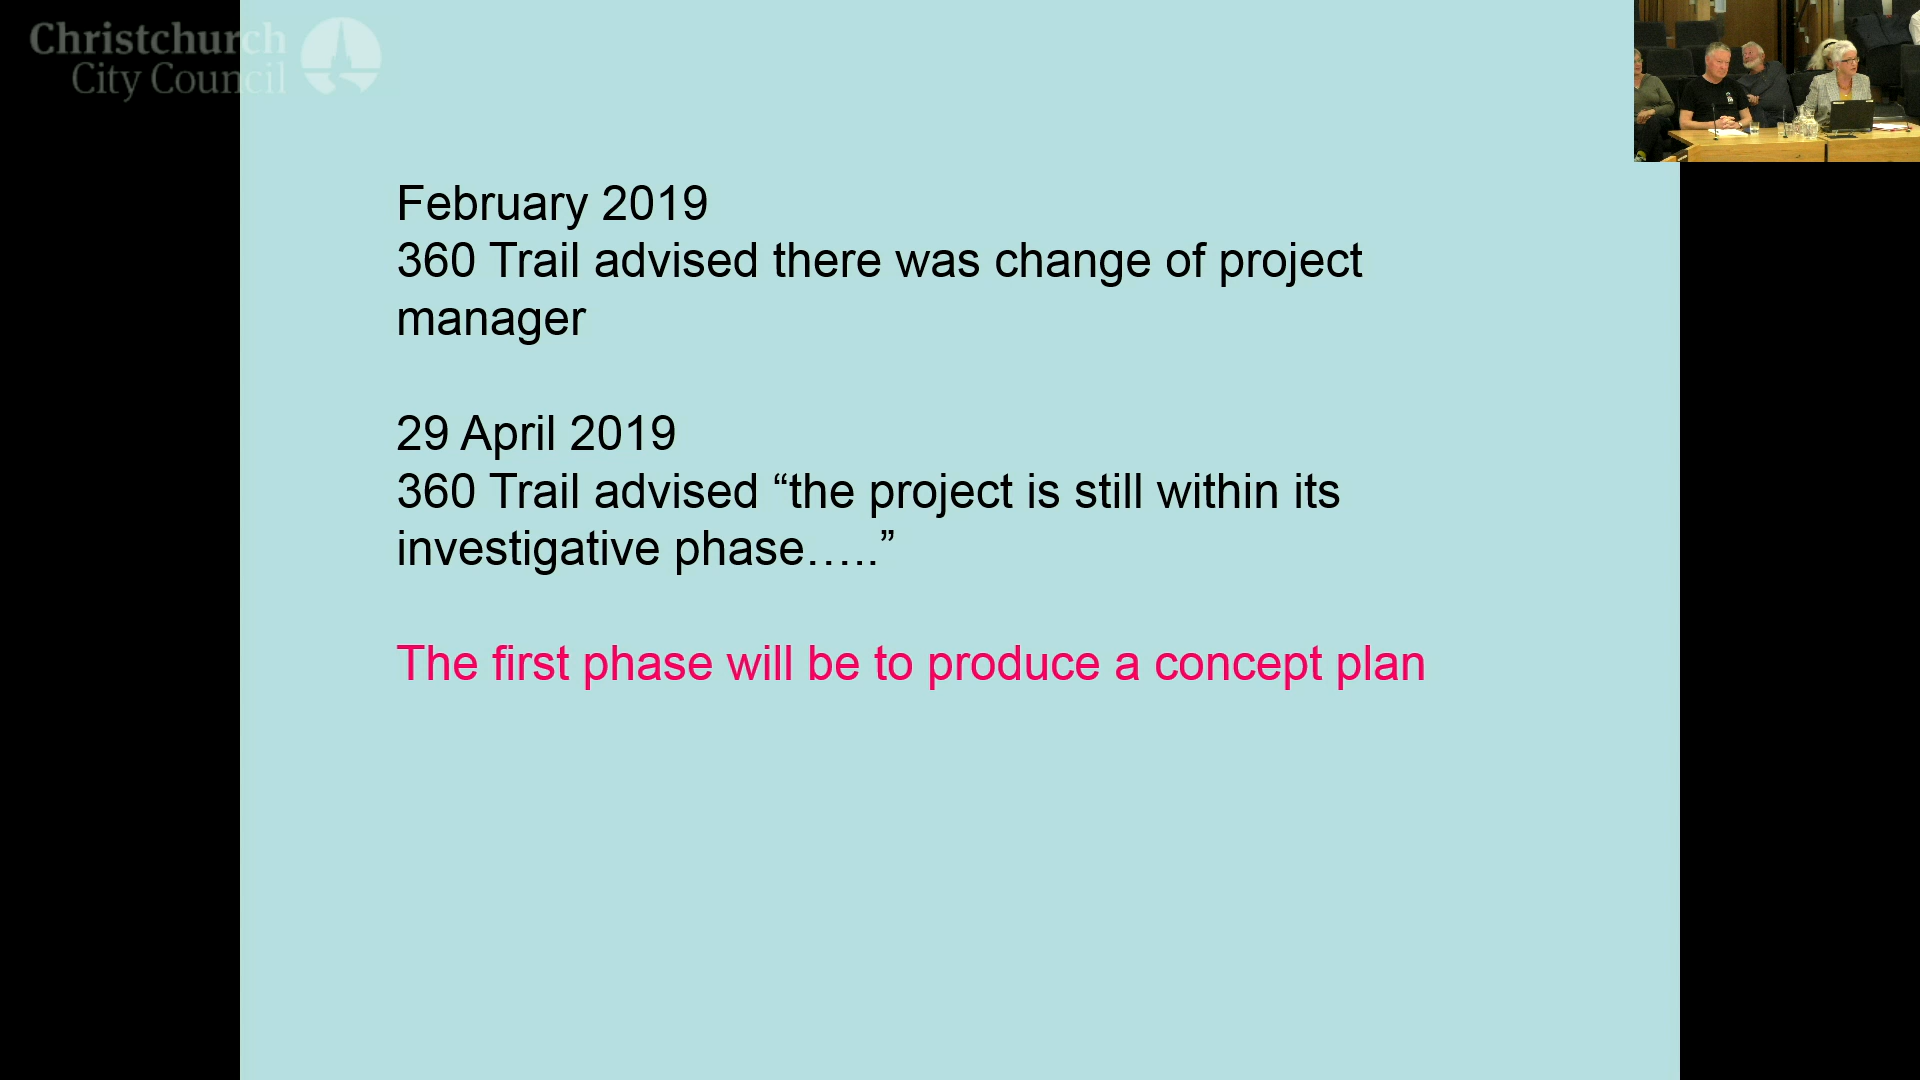 Christchurch
City Council
February 2019
360 Trail advised there was change of project
manager
29 April 2019
360 Trail advised “the project is still within its
investigative phase…..”
The first phase will be to produce a concept plan